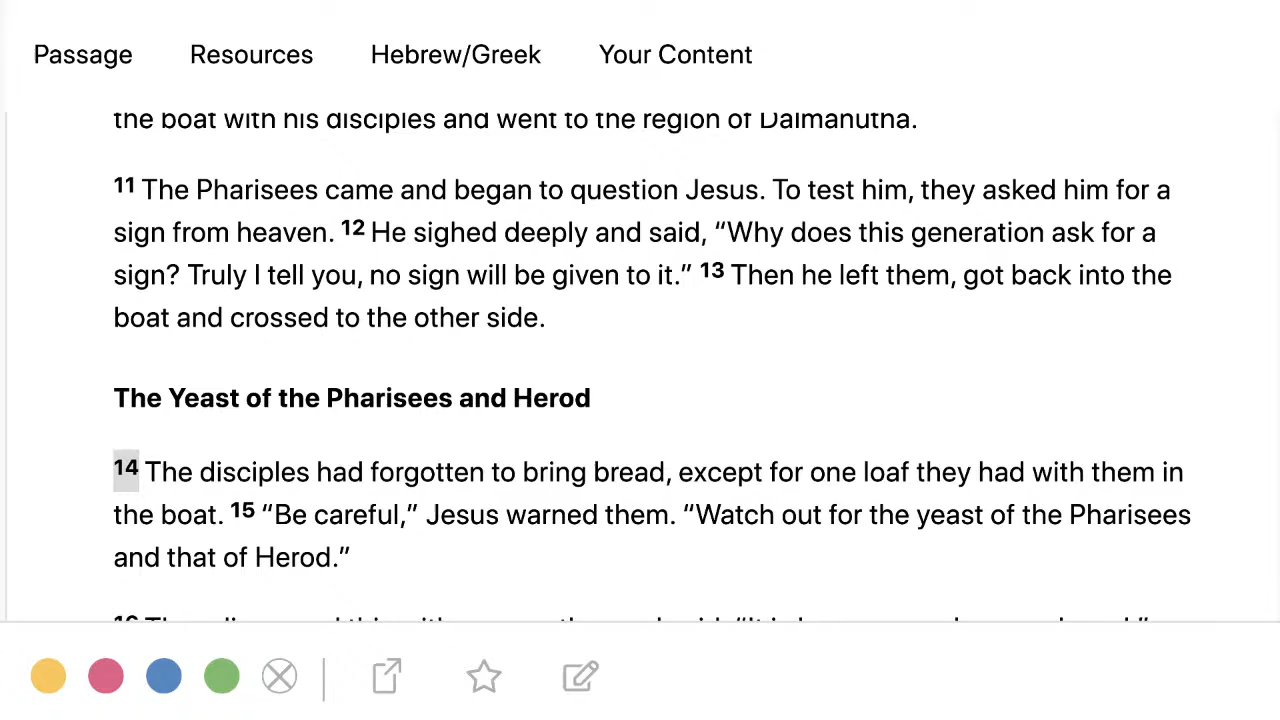 Passage Resources Hebrew/Greek Your Content
the boat with his disciples and went to the region of Dalmanutha.
11 The Pharisees came and began to question Jesus. To test him, they asked him for a
sign from heaven. 12 He sighed deeply and said, “Why does this generation ask for a
sign? Truly I tell you, no sign will be given to it.” 13 Then he left them, got back into the
boat and crossed to the other side.
The Yeast of the Pharisees and Herod
14 The disciples had forgotten to bring bread, except for one loaf they had with them in
the boat. 15 “Be careful,” Jesus warned them. “Watch out for the yeast of the Pharisees
and that of Herod.”